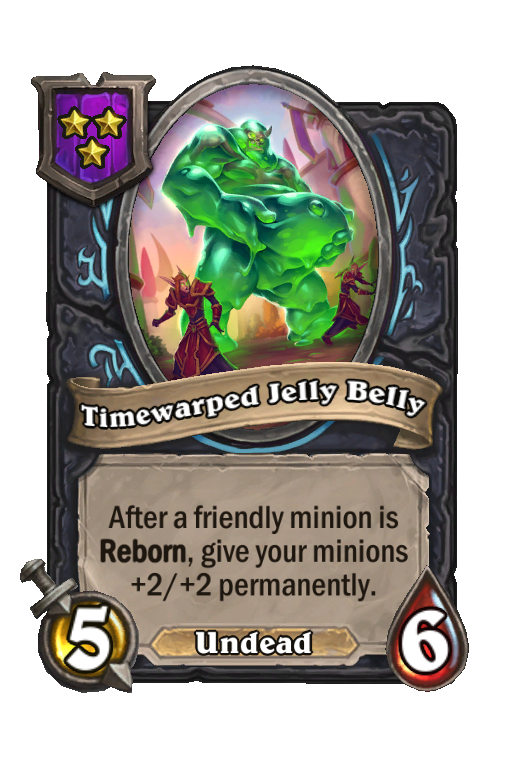 Timewarped Jelly Belly
After a friendly minion is
Reborn, give your minions
+2/+2 permanently.
5
Undead
6